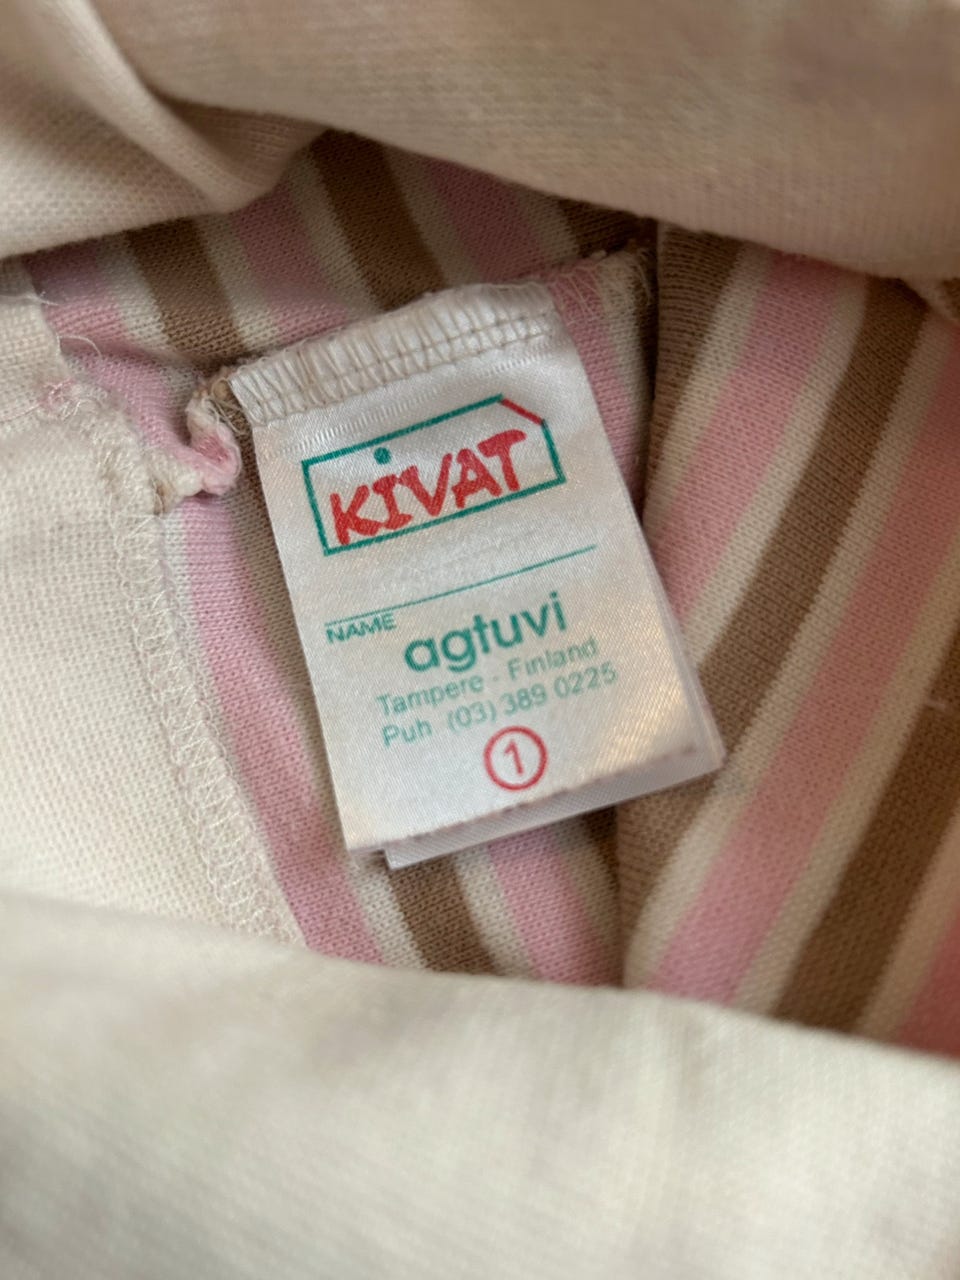 KiVAT
NAME
agtuvi
Tampere - Finland
Puh (03) 389 0225
1